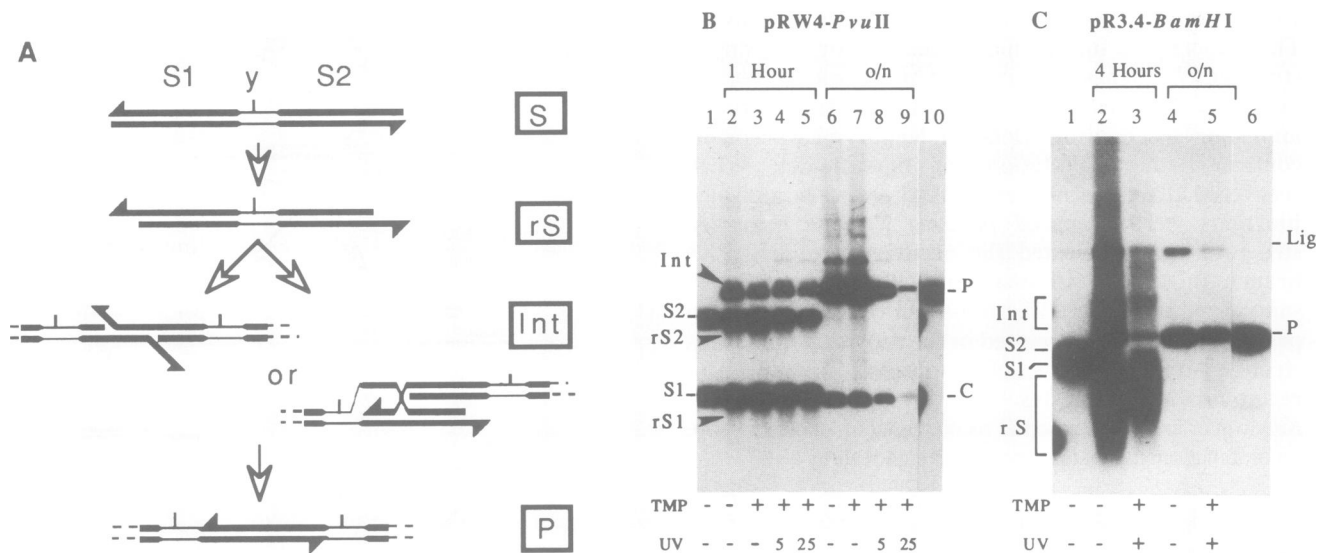 A
S1 y S2
S
rS
Int
or
P
B pRW4-PvuII
1 Hour o/n
1 2 3 4 5 6 7 8 9 10
Int
S2
rS2
S1
rS1
P
C
TMP - - + + + - + + +
UV - - - 5 25 - - 5 25
C pR3.4-BamHI
4 Hours o/n
1 2 3 4 5 6
Int
S2
S1
rS
Lig
P
TMP - - + - +
UV - - + - +